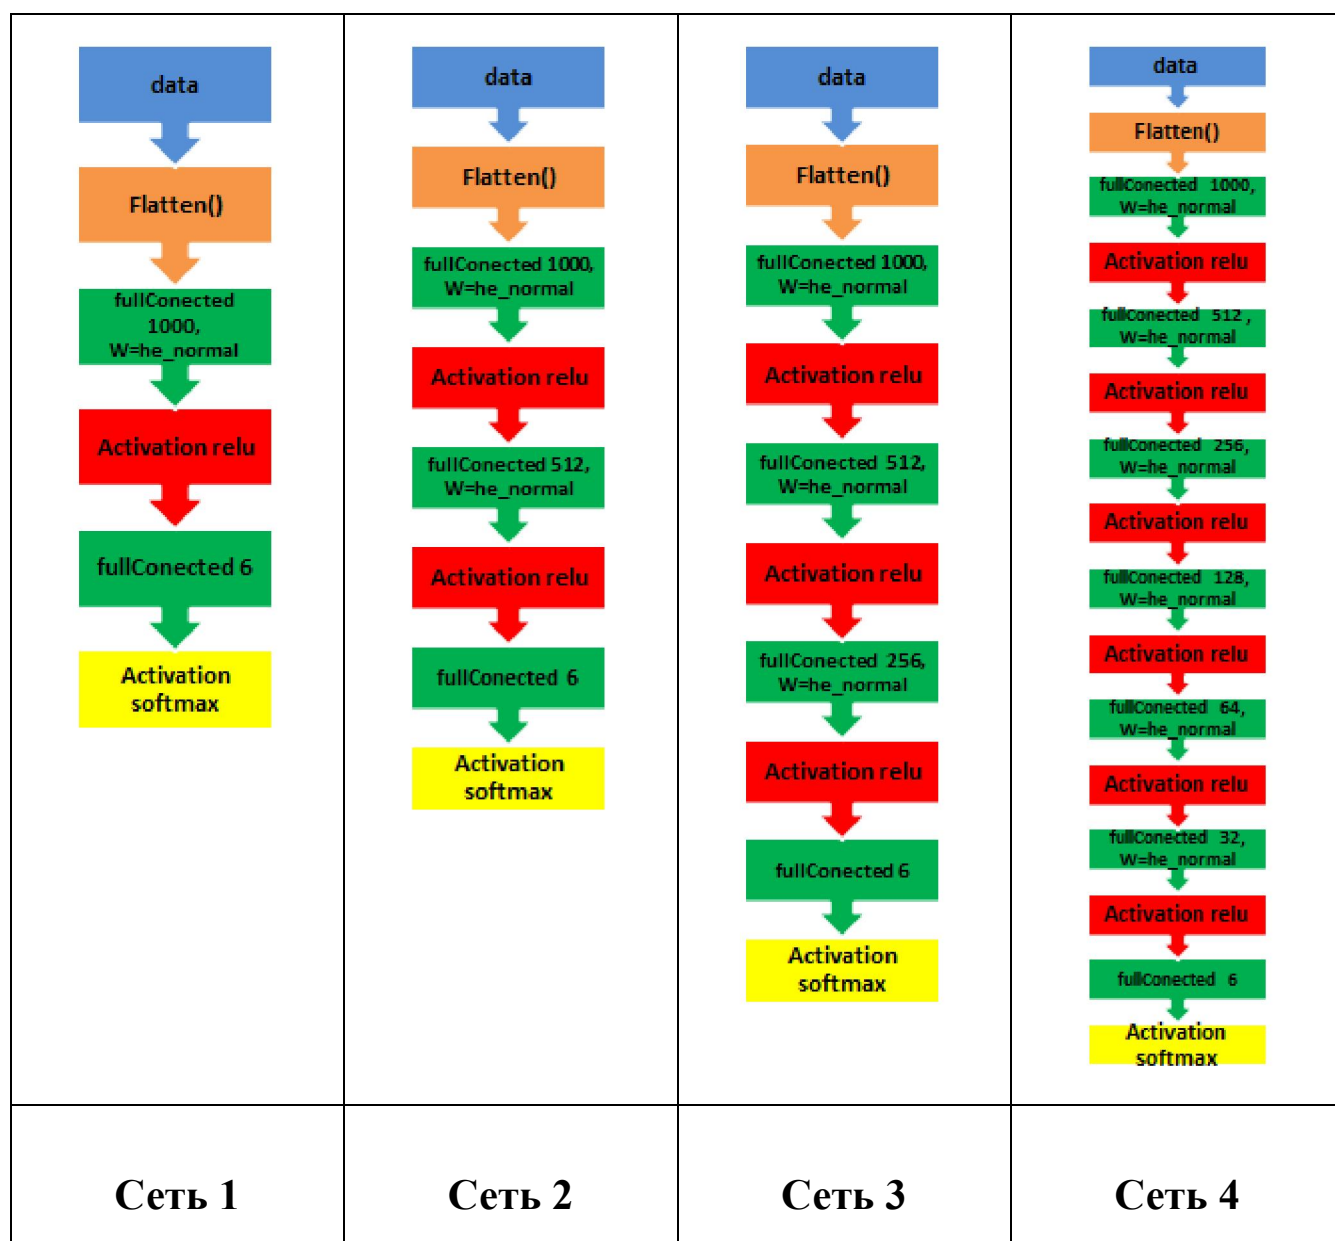 data
Flatten()
fullConected
1000,
W=he_normal
Activation relu
fullConected 6
Activation
softmax
data
Flatten()
fullConected 1000,
W=he_normal
Activation relu
fullConected 512,
W=he_normal
Activation relu
fullConected 6
Activation
softmax
data
Flatten()
fullConected 1000,
W=he_normal
Activation relu
fullConected 512,
W=he_normal
Activation relu
fullConected 256,
W=he_normal
Activation relu
fullConected 6
Activation
softmax
data
Flatten()
fullConected 1000,
W=he_normal
Activation relu
fullConected 512 ,
W=he_normal
Activation relu
fullConected 256,
W=he_normal
Activation relu
fullConected 128,
W=he_normal
Activation relu
fullConected 64,
W=he_normal
Activation relu
fullConected 32,
W=he_normal
Activation relu
fullConected 6
Activation
softmax
Сеть 1
Сеть 2
Сеть 3
Сеть 4